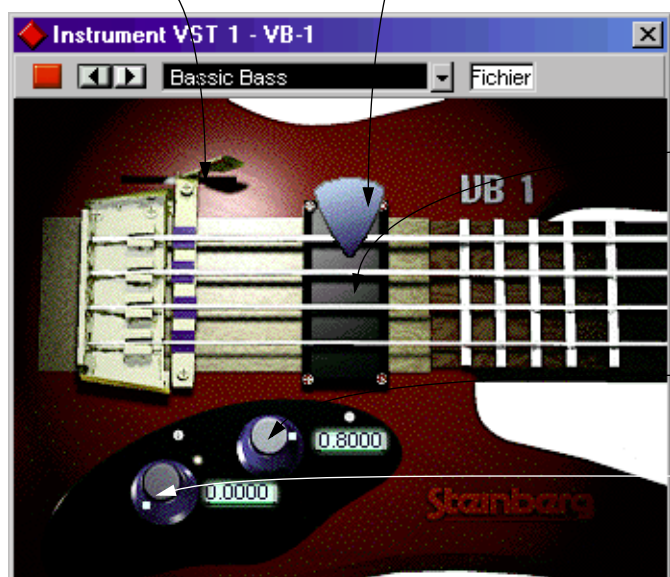 Instrument VST 1 - VB-1
Bassic Bass
Fichier
VB 1
0.8000
0.0000
Steinberg